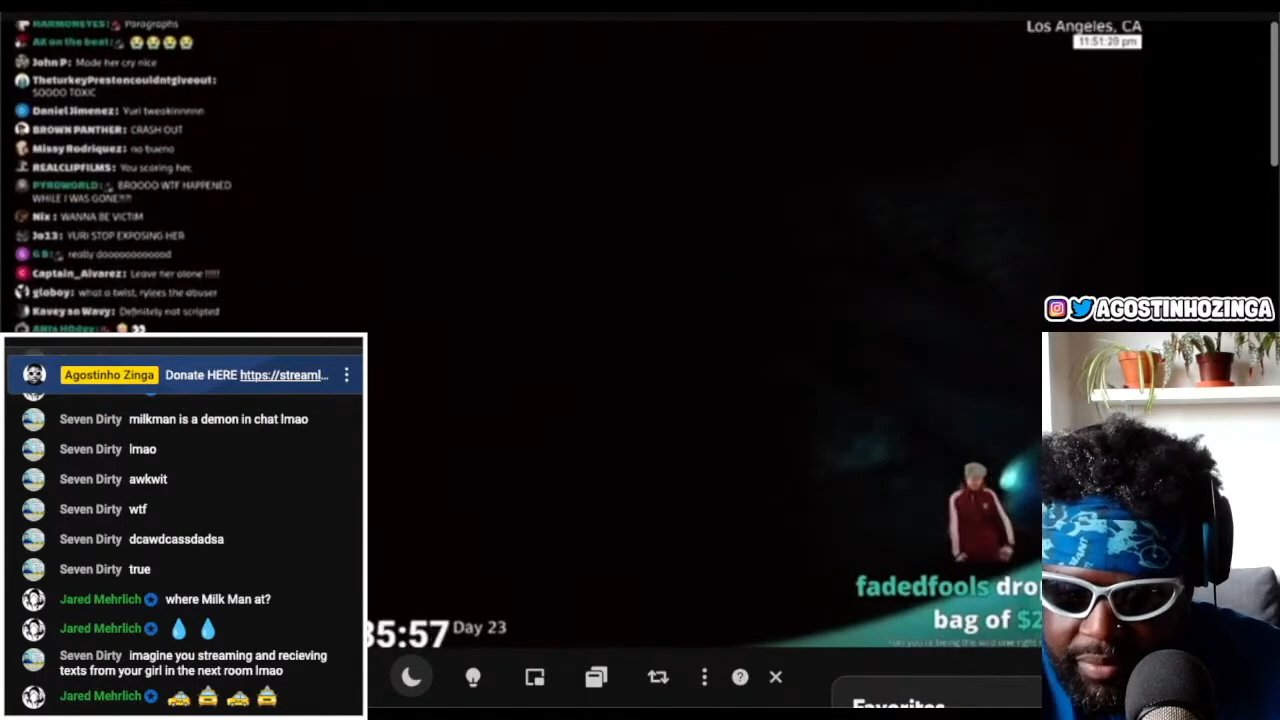 HARMONEYES: Paragraphs
AK on the beat: 😭😭😭😭
John P: Made her cry nice
TheturkeyPrestoncouldntgiveout:
SOOOO TOXIC
Daniel Jimenez: Yuri tweakinnnnn
BROWN PANTHER: CRASH OUT
Missy Rodriquez: no bueno
REALCLIPFILMS: You scaring her,
PYROWORLD: BROOOO WTF HAPPENED
WHILE I WAS GONE!!!!
Nix: WANNA BE VICTIM
Jo13: YURI STOP EXPOSING HER
GB: really dooooooooood
Captain_Alvarez: Leave her alone !!!!!
globoy: what a twist, rylees the abuser
Kavey so Wavy: Definitely not scripted
Los Angeles, CA
11:51:29 pm
AGOSTINHOZINGA
Agostinho Zinga Donate HERE https://streaml...
Seven Dirty milkman is a demon in chat lmao
Seven Dirty lmao
Seven Dirty awkwit
Seven Dirty wtf
Seven Dirty dcawdcassdadsa
Seven Dirty true
Jared Mehrlich where Milk Man at?
Jared Mehrlich 💧 💧
Seven Dirty imagine you streaming and recieving
texts from your girl in the next room lmao
Jared Mehrlich 🚕 🚖 🚕 🚖
35:57 Day 23
fadedfools dro
bag of $2
Favorites